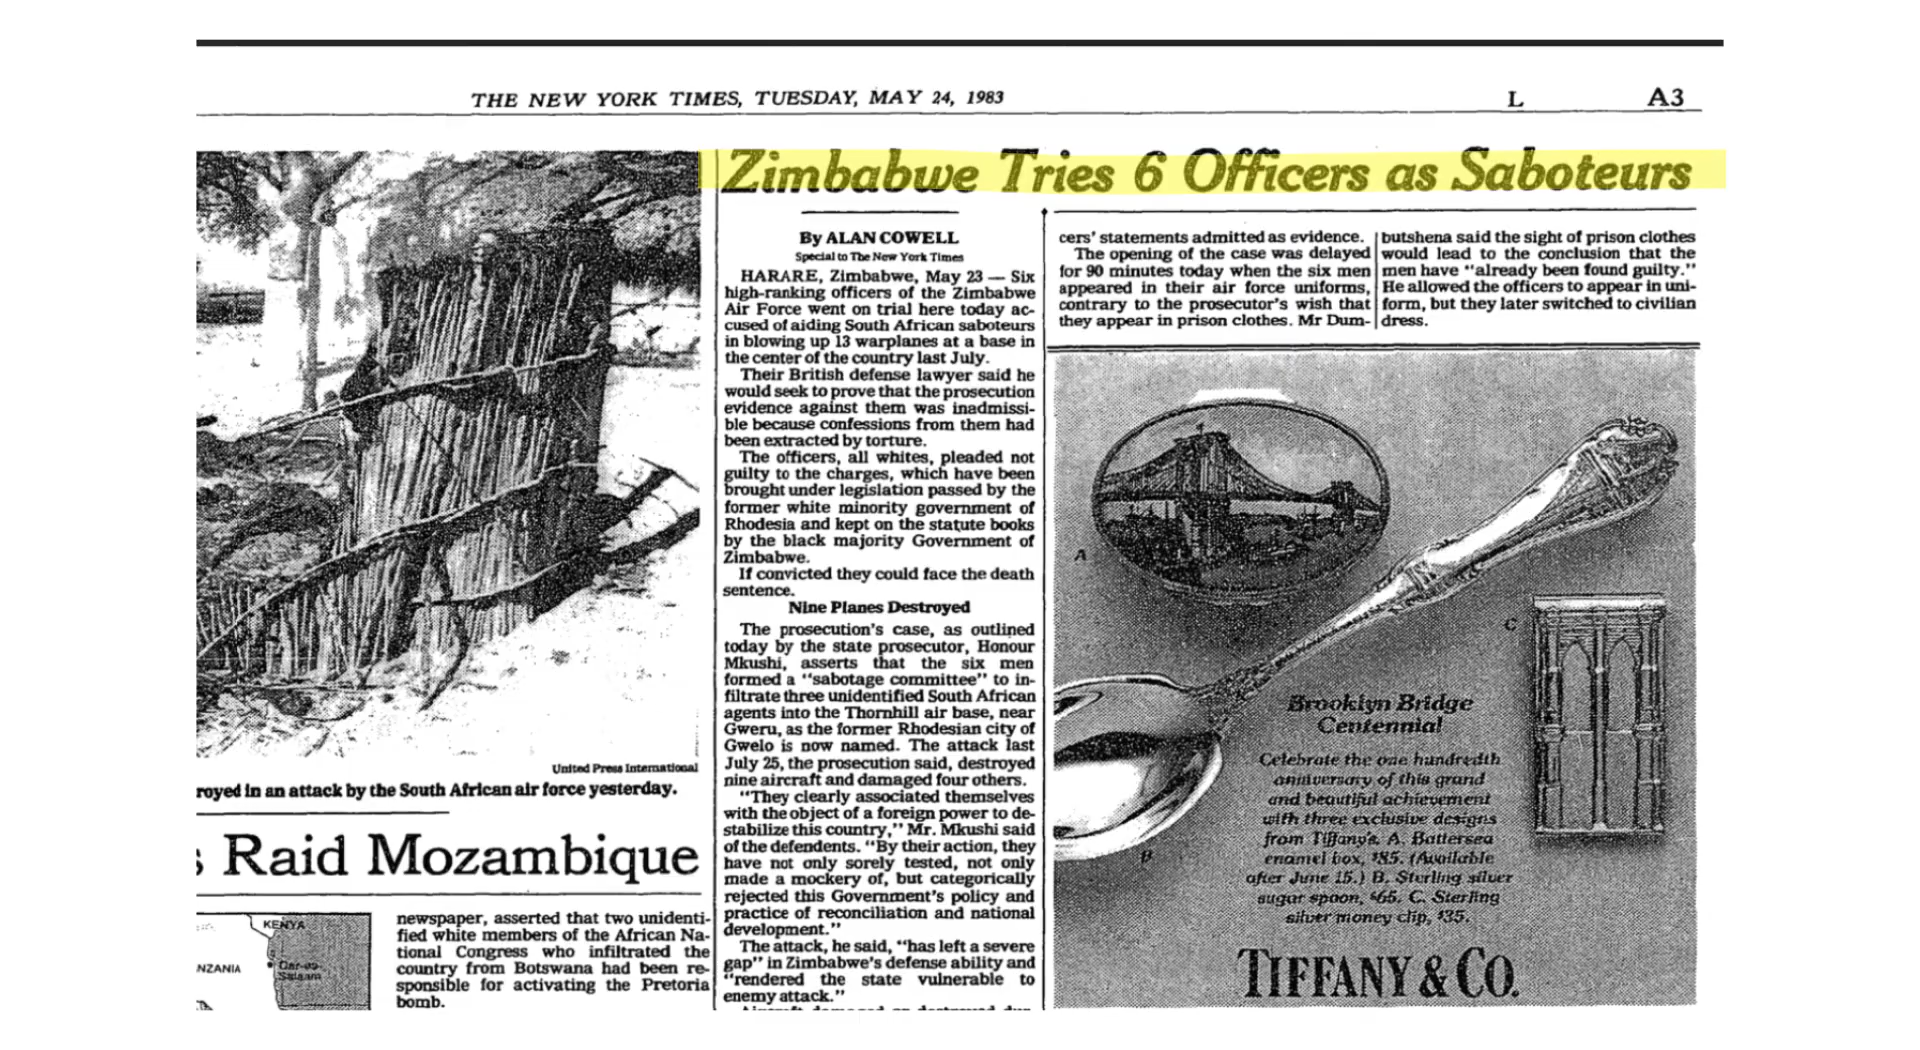 THE NEW YORK TIMES, TUESDAY, MAY 24, 1983
L
A3
United Press International
royed in an attack by the South African air force yesterday.
s Raid Mozambique
KENYA
NZANIA
Dar-es-
Salaam
newspaper, asserted that two unidenti-
fied white members of the African Na-
tional Congress who infiltrated the
country from Botswana had been re-
sponsible for activating the Pretoria
bomb.
Zimbabwe Tries 6 Officers as Saboteurs
By ALAN COWELL
Special to The New York Times
HARARE, Zimbabwe, May 23 — Six
high-ranking officers of the Zimbabwe
Air Force went on trial here today ac-
cused of aiding South African saboteurs
in blowing up 13 warplanes at a base in
the center of the country last July.
Their British defense lawyer said he
would seek to prove that the prosecution
evidence against them was inadmissi-
ble because confessions from them had
been extracted by torture.
The officers, all whites, pleaded not
guilty to the charges, which have been
brought under legislation passed by the
former white minority government of
Rhodesia and kept on the statute books
by the black majority Government of
Zimbabwe.
If convicted they could face the death
sentence.
Nine Planes Destroyed
The prosecution's case, as outlined
today by the state prosecutor, Honour
Mkushi, asserts that the six men
formed a "sabotage committee" to in-
filtrate three unidentified South African
agents into the Thornhill air base, near
Gweru, as the former Rhodesian city of
Gwelo is now named. The attack last
July 25, the prosecution said, destroyed
nine aircraft and damaged four others.
"They clearly associated themselves
with the object of a foreign power to de-
stabilize this country," Mr. Mkushi said
of the defendents. "By their action, they
have not only sorely tested, not only
made a mockery of, but categorically
rejected this Government's policy and
practice of reconciliation and national
development."
The attack, he said, "has left a severe
gap" in Zimbabwe's defense ability and
"rendered the state vulnerable to
enemy attack."
cers' statements admitted as evidence.
The opening of the case was delayed
for 90 minutes today when the six men
appeared in their air force uniforms,
contrary to the prosecutor's wish that
they appear in prison clothes. Mr Dum-
butshena said the sight of prison clothes
would lead to the conclusion that the
men have "already been found guilty."
He allowed the officers to appear in uni-
form, but they later switched to civilian
dress.
A
C
B
Brooklyn Bridge
Centennial
Celebrate the one hundredth
anniversary of this grand
and beautiful achievement
with three exclusive designs
from Tiffany's. A. Battersea
enamel box, $85. (Available
after June 15.) B. Sterling silver
sugar spoon, $65. C. Sterling
silver money clip, $35.
TIFFANY & CO.